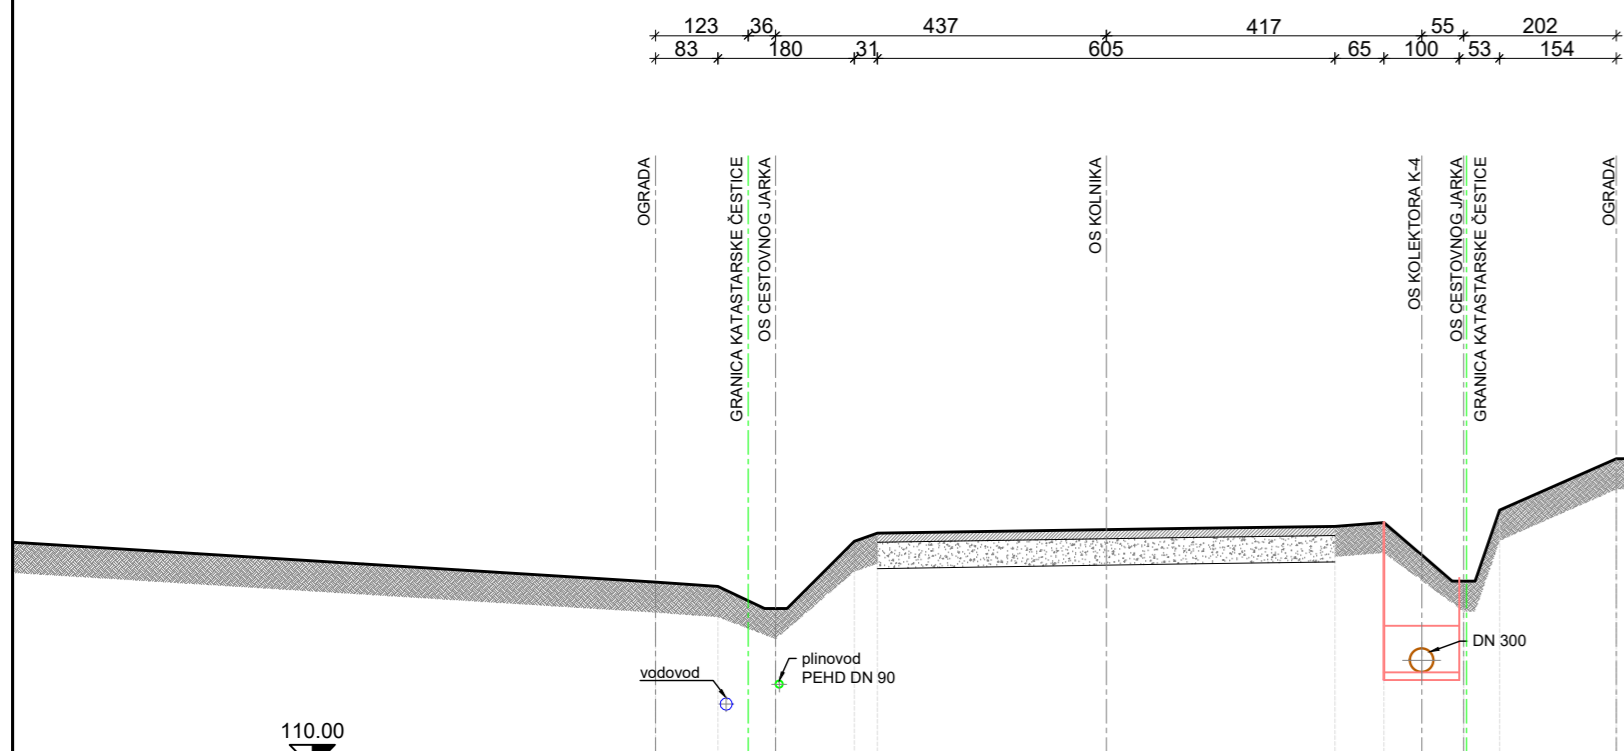 123 36 437 417 55 202
83 180 31 605 65 100 53 154
OGRADA
GRANICA KATASTARSKE ČESTICE
OS CESTOVNOG JARKA
OS KOLNIKA
OS KOLEKTORA K-4
OS CESTOVNOG JARKA
GRANICA KATASTARSKE ČESTICE
OGRADA
DN 300
plinovod
PEHD DN 90
vodovod
110.00